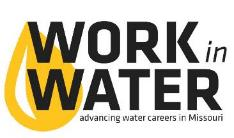 WORK in
WATER
advancing water careers in Missouri